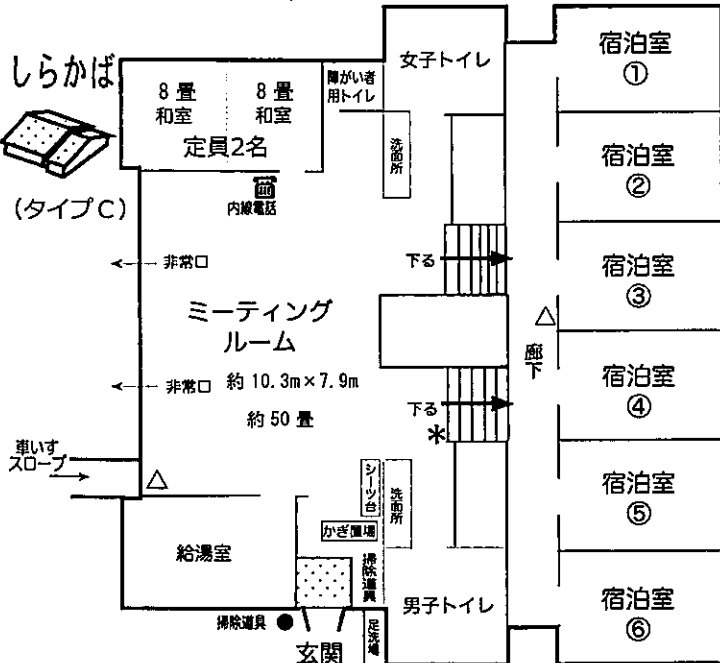 しらかば
(タイプC)
8畳
和室
8畳
和室
定員2名
障がい者
用トイレ
女子トイレ
洗面所
内線電話
非常口
下る
ミーティング
ルーム
約10.3m×7.9m
約50畳
非常口
下る
*
車いす
スロープ
給湯室
シーツ台
洗面所
かぎ置場
掃除道具
掃除道具
玄関
足洗場
男子トイレ
廊下
宿泊室
①
宿泊室
②
宿泊室
③
宿泊室
④
宿泊室
⑤
宿泊室
⑥